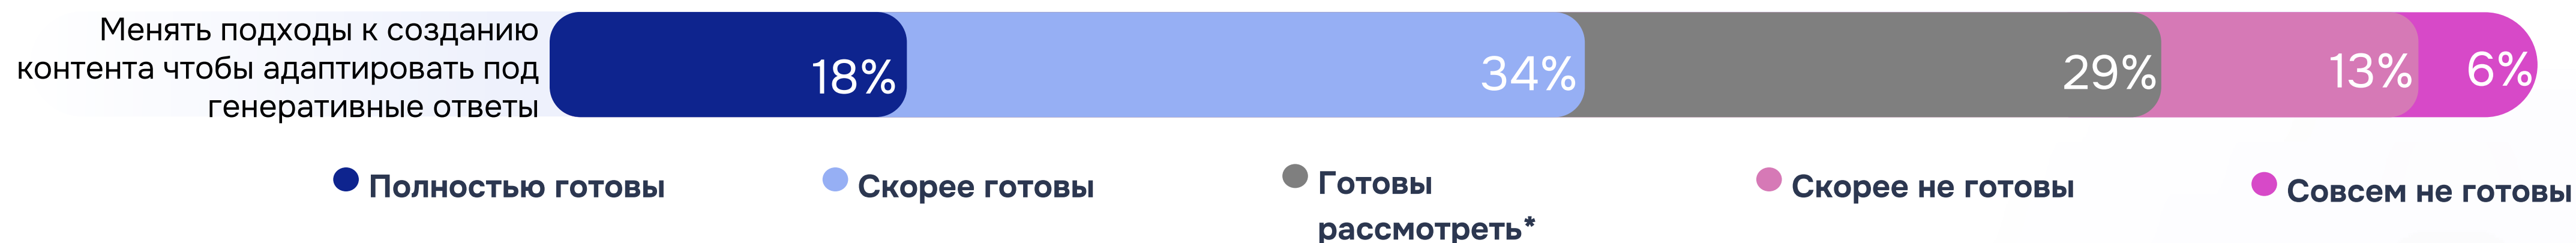 Менять подходы к созданию
контента чтобы адаптировать под
генеративные ответы
18%
34%
29%
13%
6%
Полностью готовы
Скорее готовы
Готовы
рассмотреть*
Скорее не готовы
Совсем не готовы